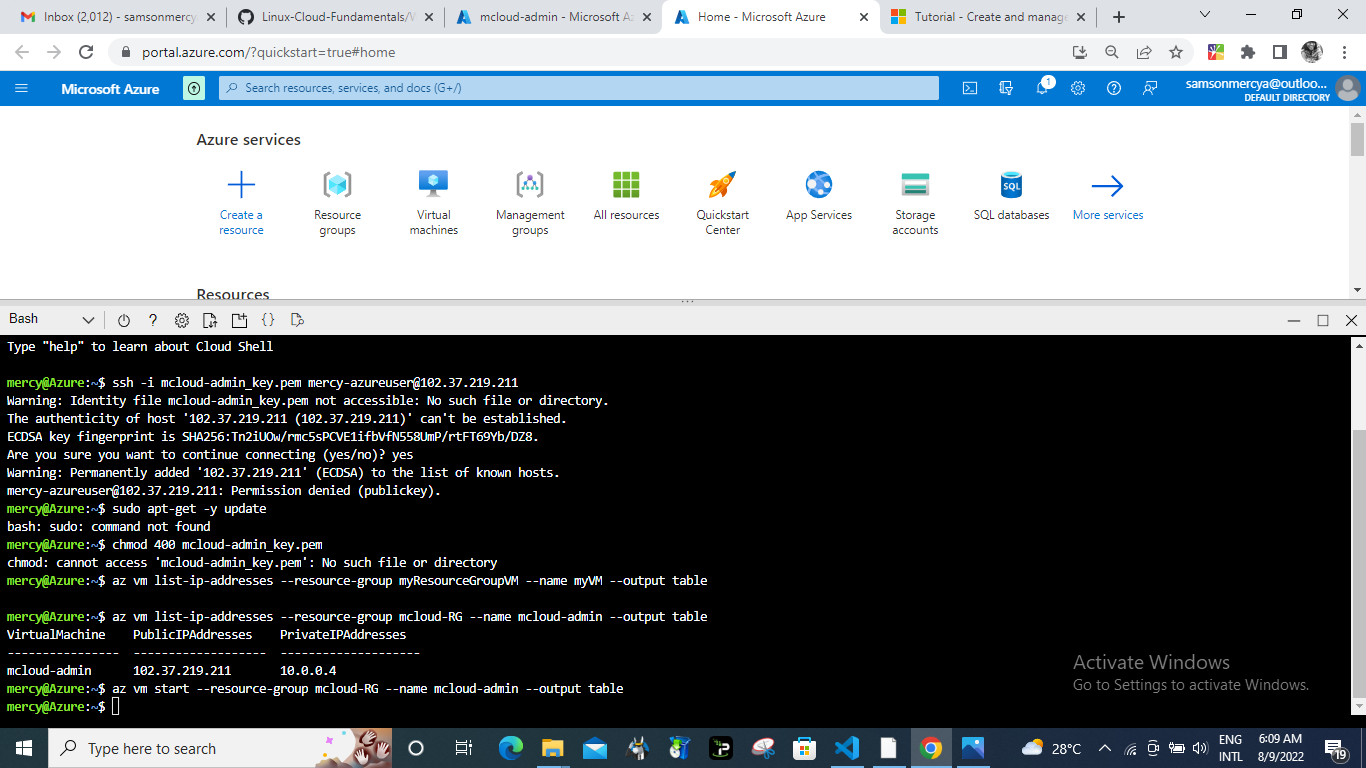 Inbox (2,012) - samsonmercy
Linux-Cloud-Fundamentals/W
mcloud-admin - Microsoft Az
Home - Microsoft Azure
Tutorial - Create and manage
portal.azure.com/?quickstart=true#home
Microsoft Azure
Search resources, services, and docs (G+/)
1
samsonmercya@outloo...
DEFAULT DIRECTORY
Azure services
Create a resource
Resource groups
Virtual machines
Management groups
All resources
Quickstart Center
App Services
Storage accounts
SQL
SQL databases
More services
Resources
Bash
Type "help" to learn about Cloud Shell
mercy@Azure:~$ ssh -i mcloud-admin_key.pem mercy-azureuser@102.37.219.211
Warning: Identity file mcloud-admin_key.pem not accessible: No such file or directory.
The authenticity of host '102.37.219.211 (102.37.219.211)' can't be established.
ECDSA key fingerprint is SHA256:Tn2iUOw/rmc5sPCVE1ifbVfN558UmP/rtFT69Yb/DZ8.
Are you sure you want to continue connecting (yes/no)? yes
Warning: Permanently added '102.37.219.211' (ECDSA) to the list of known hosts.
mercy-azureuser@102.37.219.211: Permission denied (publickey).
mercy@Azure:~$ sudo apt-get -y update
bash: sudo: command not found
mercy@Azure:~$ chmod 400 mcloud-admin_key.pem
chmod: cannot access 'mcloud-admin_key.pem': No such file or directory
mercy@Azure:~$ az vm list-ip-addresses --resource-group myResourceGroupVM --name myVM --output table
mercy@Azure:~$ az vm list-ip-addresses --resource-group mcloud-RG --name mcloud-admin --output table
VirtualMachine    PublicIPAddresses    PrivateIPAddresses
----------------  -------------------  --------------------
mcloud-admin      102.37.219.211       10.0.0.4
mercy@Azure:~$ az vm start --resource-group mcloud-RG --name mcloud-admin --output table
mercy@Azure:~$
Activate Windows
Go to Settings to activate Windows.
Type here to search
28°C
ENG
INTL
6:09 AM
8/9/2022
19